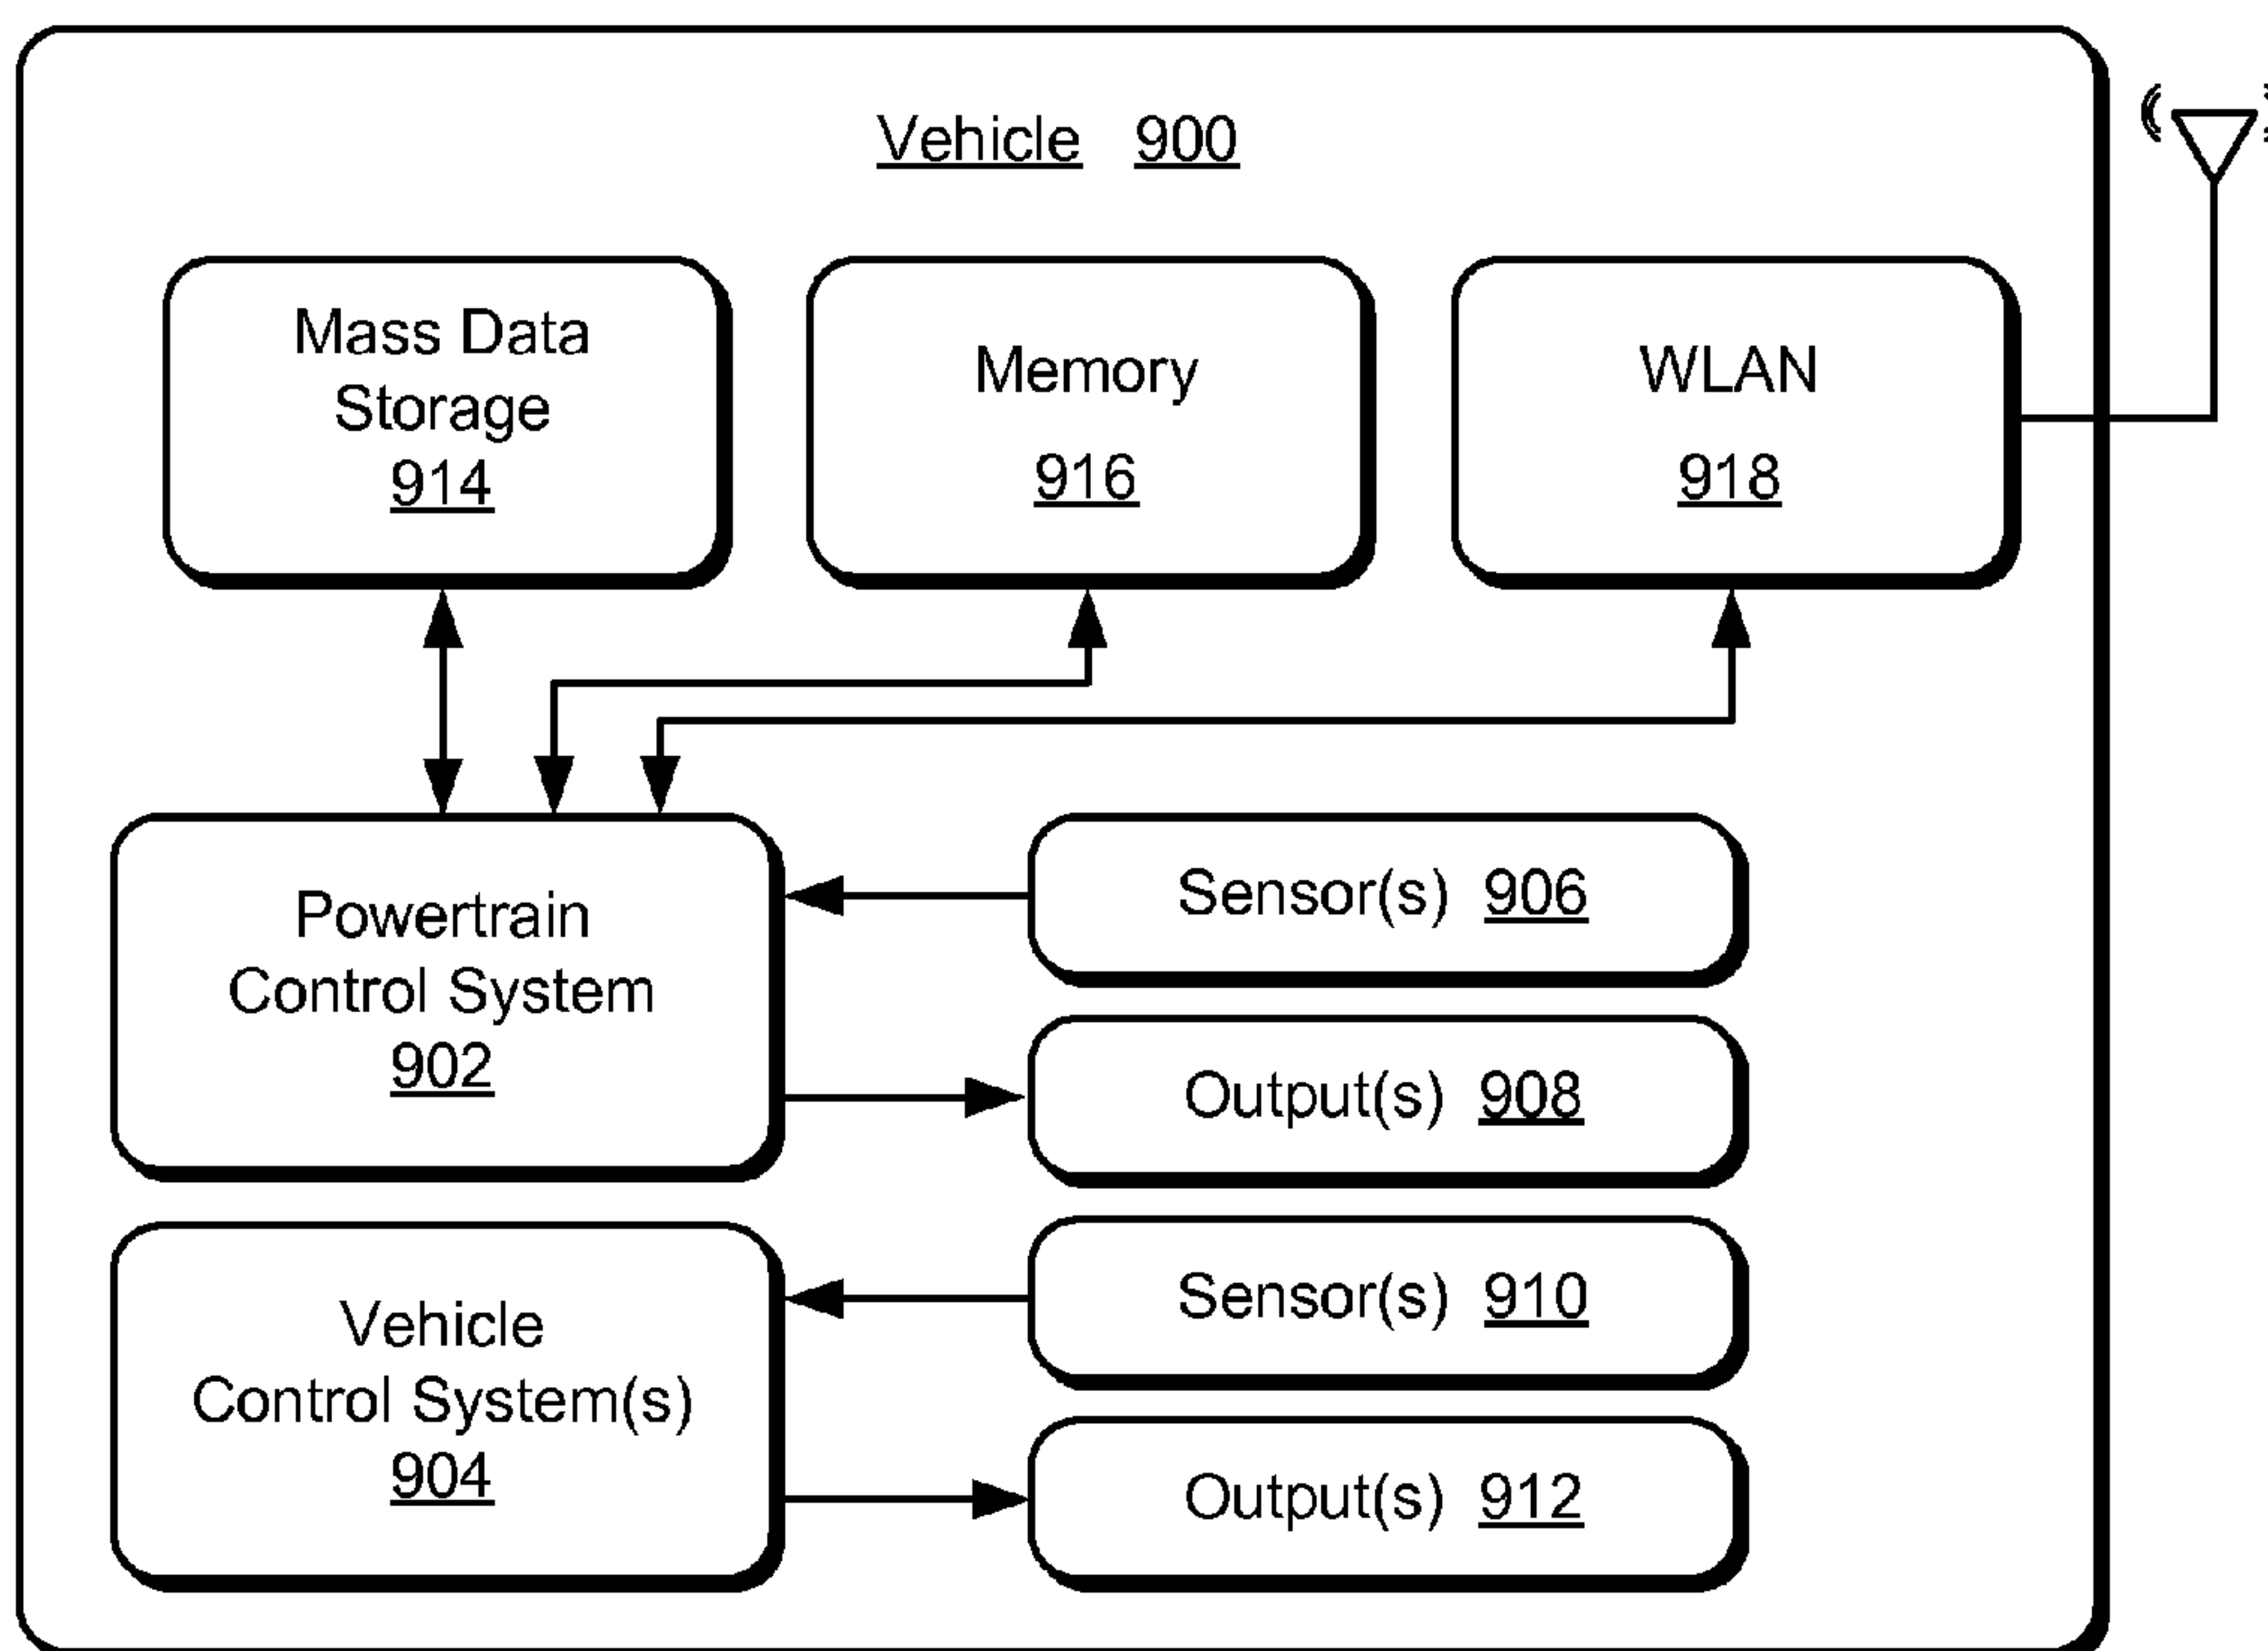 Vehicle 900
Mass Data
Storage
914
Memory
916
WLAN
918
Powertrain
Control System
902
Sensor(s) 906
Output(s) 908
Vehicle
Control System(s)
904
Sensor(s) 910
Output(s) 912